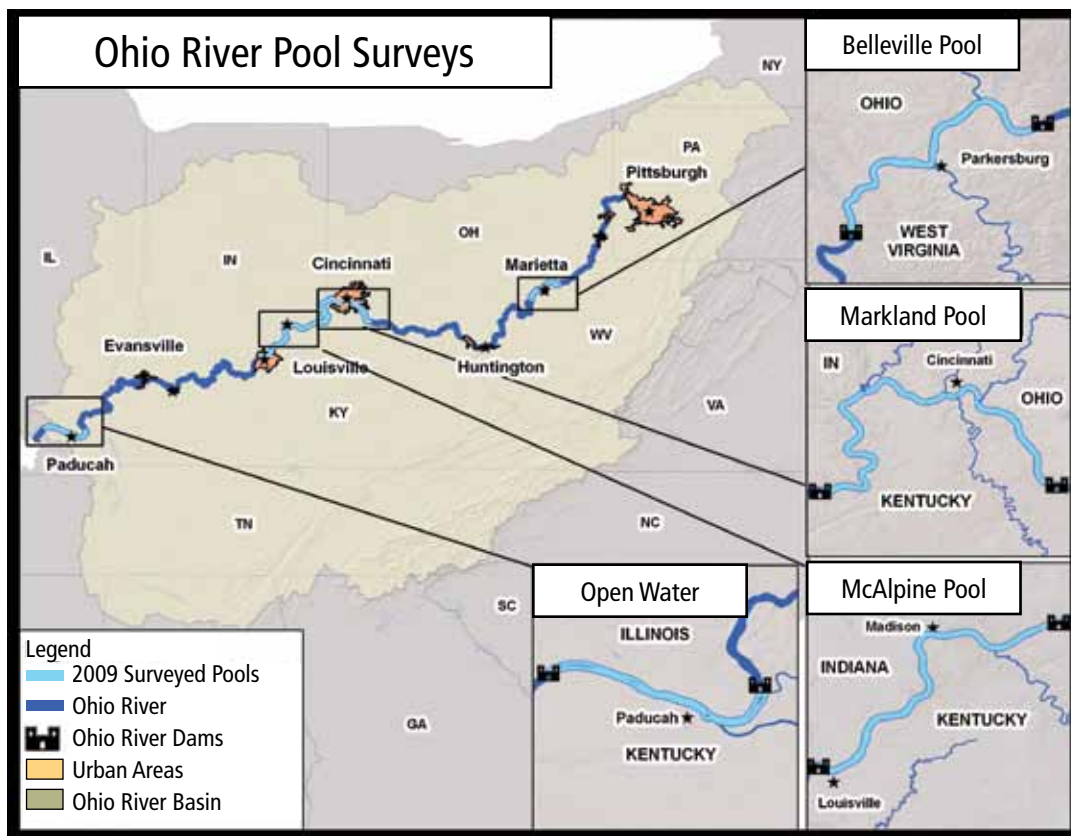 Ohio River Pool Surveys
NY
PA
Pittsburgh
OH
IL
IN
Cincinnati
Marietta
WV
Evansville
Louisville
Huntington
KY
VA
Paducah
TN
NC
SC
GA
Legend
2009 Surveyed Pools
Ohio River
Ohio River Dams
Urban Areas
Ohio River Basin
Belleville Pool
OHIO
Parkersburg
WEST
VIRGINIA
Markland Pool
IN
Cincinnati
OHIO
KENTUCKY
Open Water
ILLINOIS
Paducah
KENTUCKY
McAlpine Pool
Madison
INDIANA
KENTUCKY
Louisville